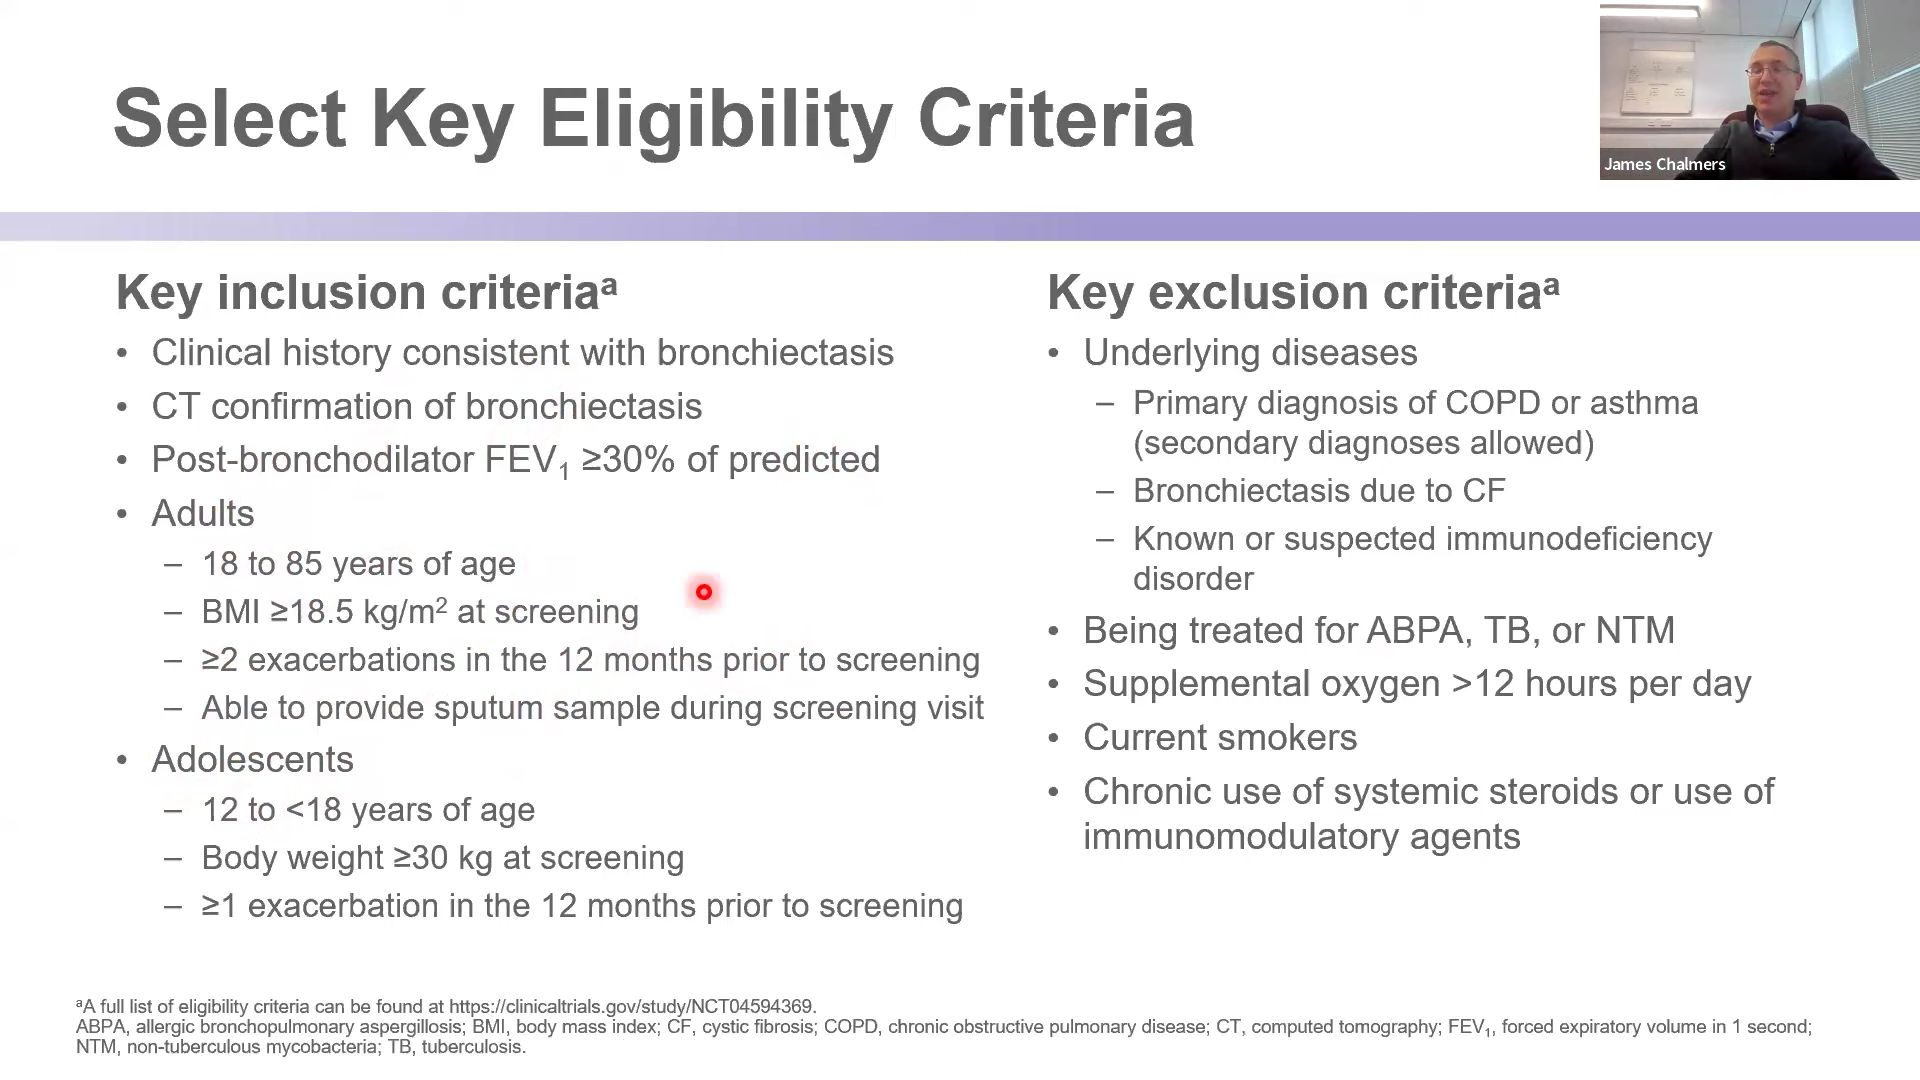 Select Key Eligibility Criteria
James Chalmers
Key inclusion criteriaᵃ
• Clinical history consistent with bronchiectasis
• CT confirmation of bronchiectasis
• Post-bronchodilator FEV₁ ≥30% of predicted
• Adults
– 18 to 85 years of age
– BMI ≥18.5 kg/m² at screening
– ≥2 exacerbations in the 12 months prior to screening
– Able to provide sputum sample during screening visit
• Adolescents
– 12 to <18 years of age
– Body weight ≥30 kg at screening
– ≥1 exacerbation in the 12 months prior to screening
Key exclusion criteriaᵃ
• Underlying diseases
– Primary diagnosis of COPD or asthma
(secondary diagnoses allowed)
– Bronchiectasis due to CF
– Known or suspected immunodeficiency
disorder
• Being treated for ABPA, TB, or NTM
• Supplemental oxygen >12 hours per day
• Current smokers
• Chronic use of systemic steroids or use of
immunomodulatory agents
ᵃA full list of eligibility criteria can be found at https://clinicaltrials.gov/study/NCT04594369.
ABPA, allergic bronchopulmonary aspergillosis; BMI, body mass index; CF, cystic fibrosis; COPD, chronic obstructive pulmonary disease; CT, computed tomography; FEV₁, forced expiratory volume in 1 second;
NTM, non-tuberculous mycobacteria; TB, tuberculosis.